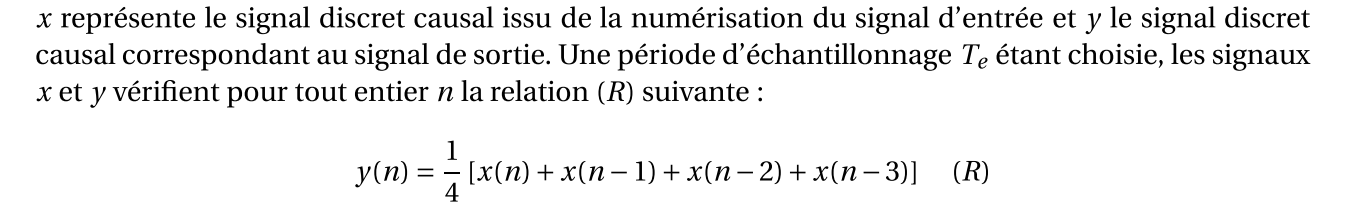 x représente le signal discret causal issu de la numérisation du signal d'entrée et y le signal discret
causal correspondant au signal de sortie. Une période d'échantillonnage Te étant choisie, les signaux
x et y vérifient pour tout entier n la relation (R) suivante :
y(n) = 1/4 [x(n) + x(n − 1) + x(n − 2) + x(n − 3)] (R)